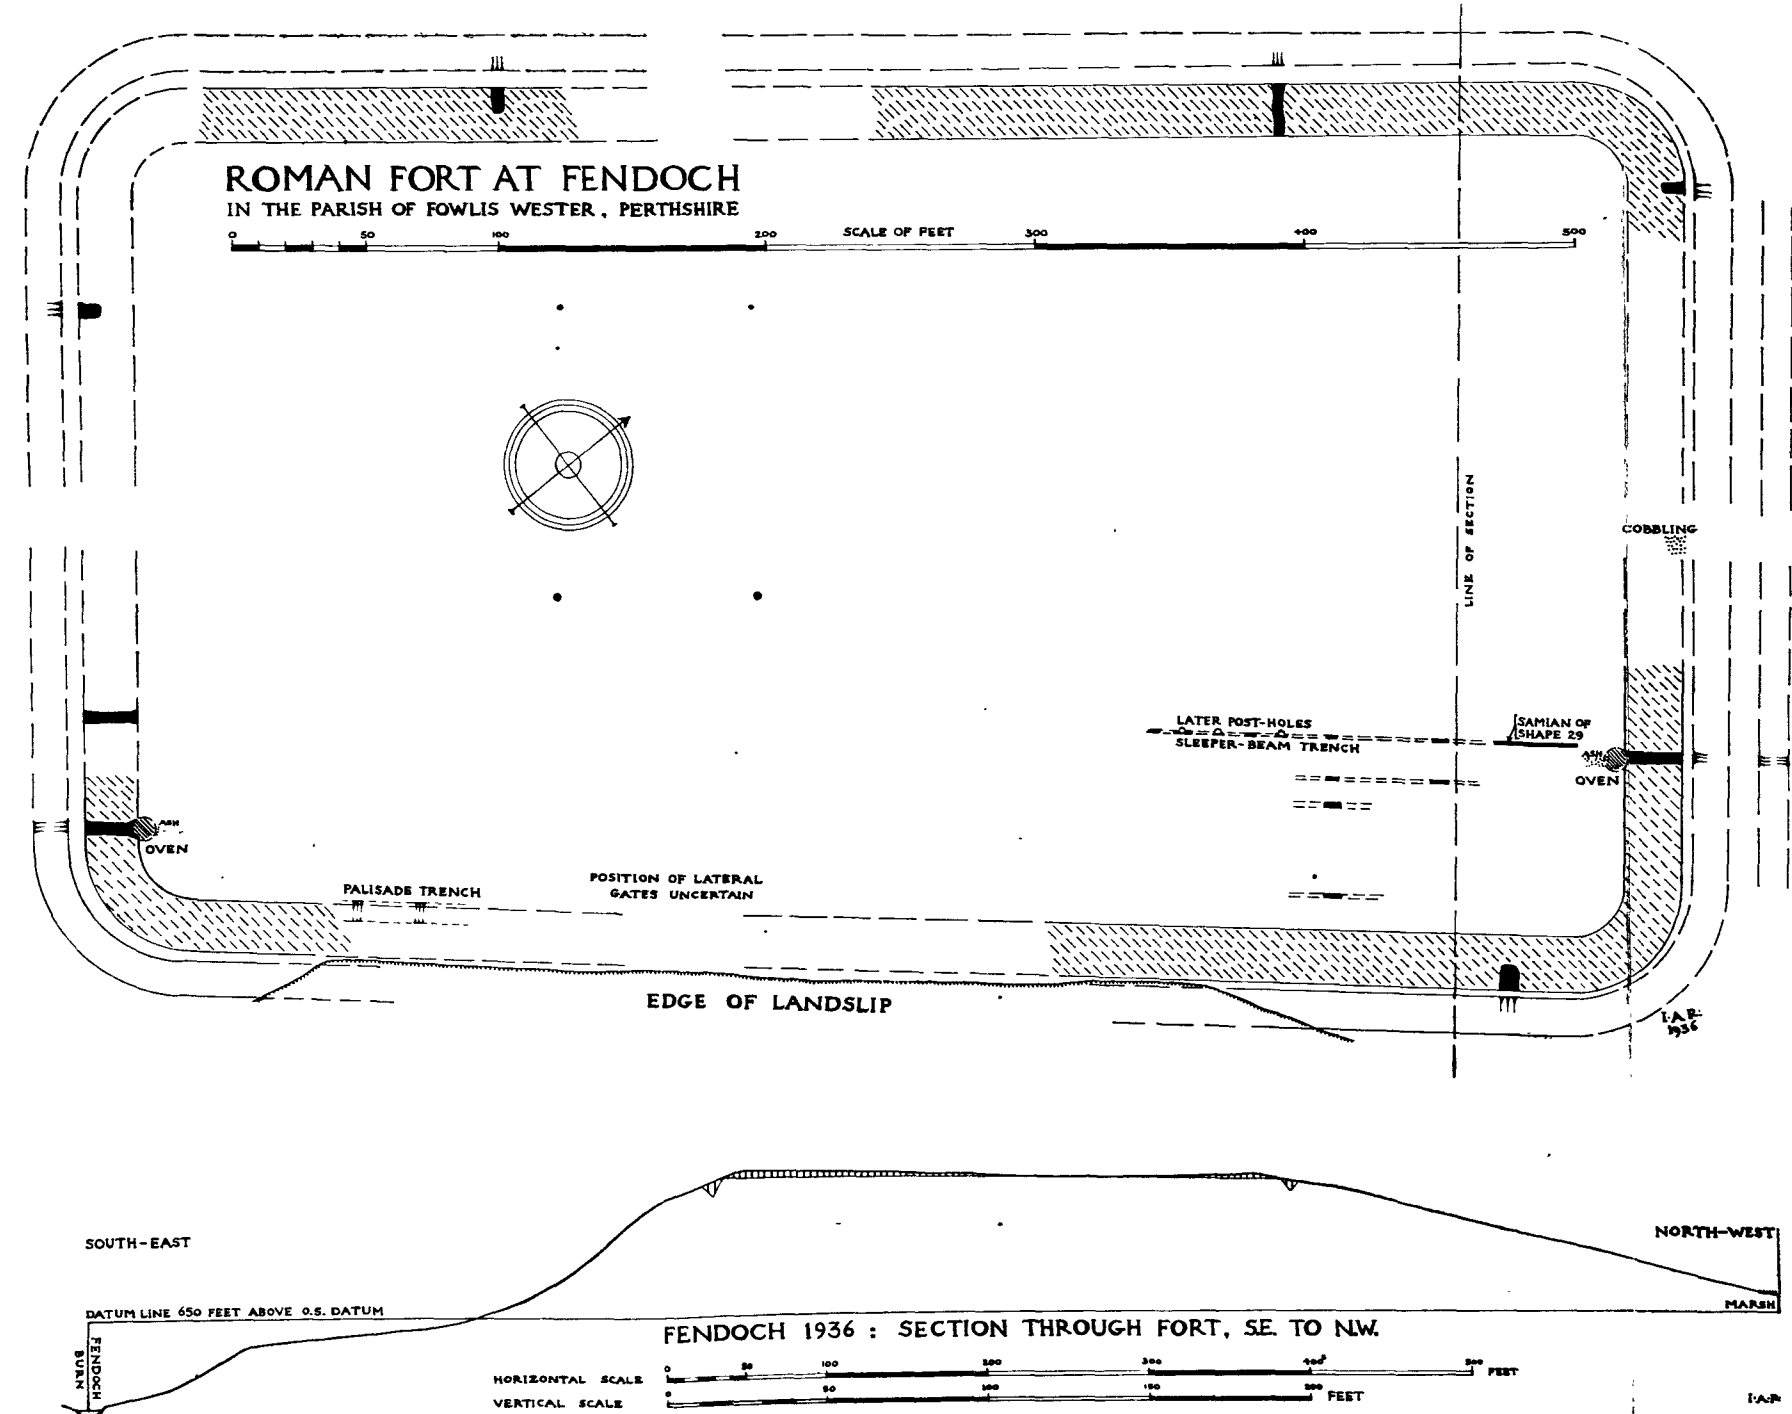 ROMAN FORT AT FENDOCH
IN THE PARISH OF FOWLIS WESTER, PERTHSHIRE
SCALE OF FEET
0 50 100 200 300 400 500
LINE OF SECTION
COBBLING
LATER POST-HOLES
SLEEPER-BEAM TRENCH
SAMIAN OF
SHAPE 29
ASH
OVEN
ASH
OVEN
PALISADE TRENCH
POSITION OF LATERAL
GATES UNCERTAIN
EDGE OF LANDSLIP
I.A.R.
1936
SOUTH-EAST
NORTH-WEST
DATUM LINE 650 FEET ABOVE O.S. DATUM
MARSH
FENDOCH
BURN
FENDOCH 1936 : SECTION THROUGH FORT, S.E. TO N.W.
HORIZONTAL SCALE 0 50 100 200 300 400 500 FEET
VERTICAL SCALE 0 50 100 150 200 FEET
I.A.R.